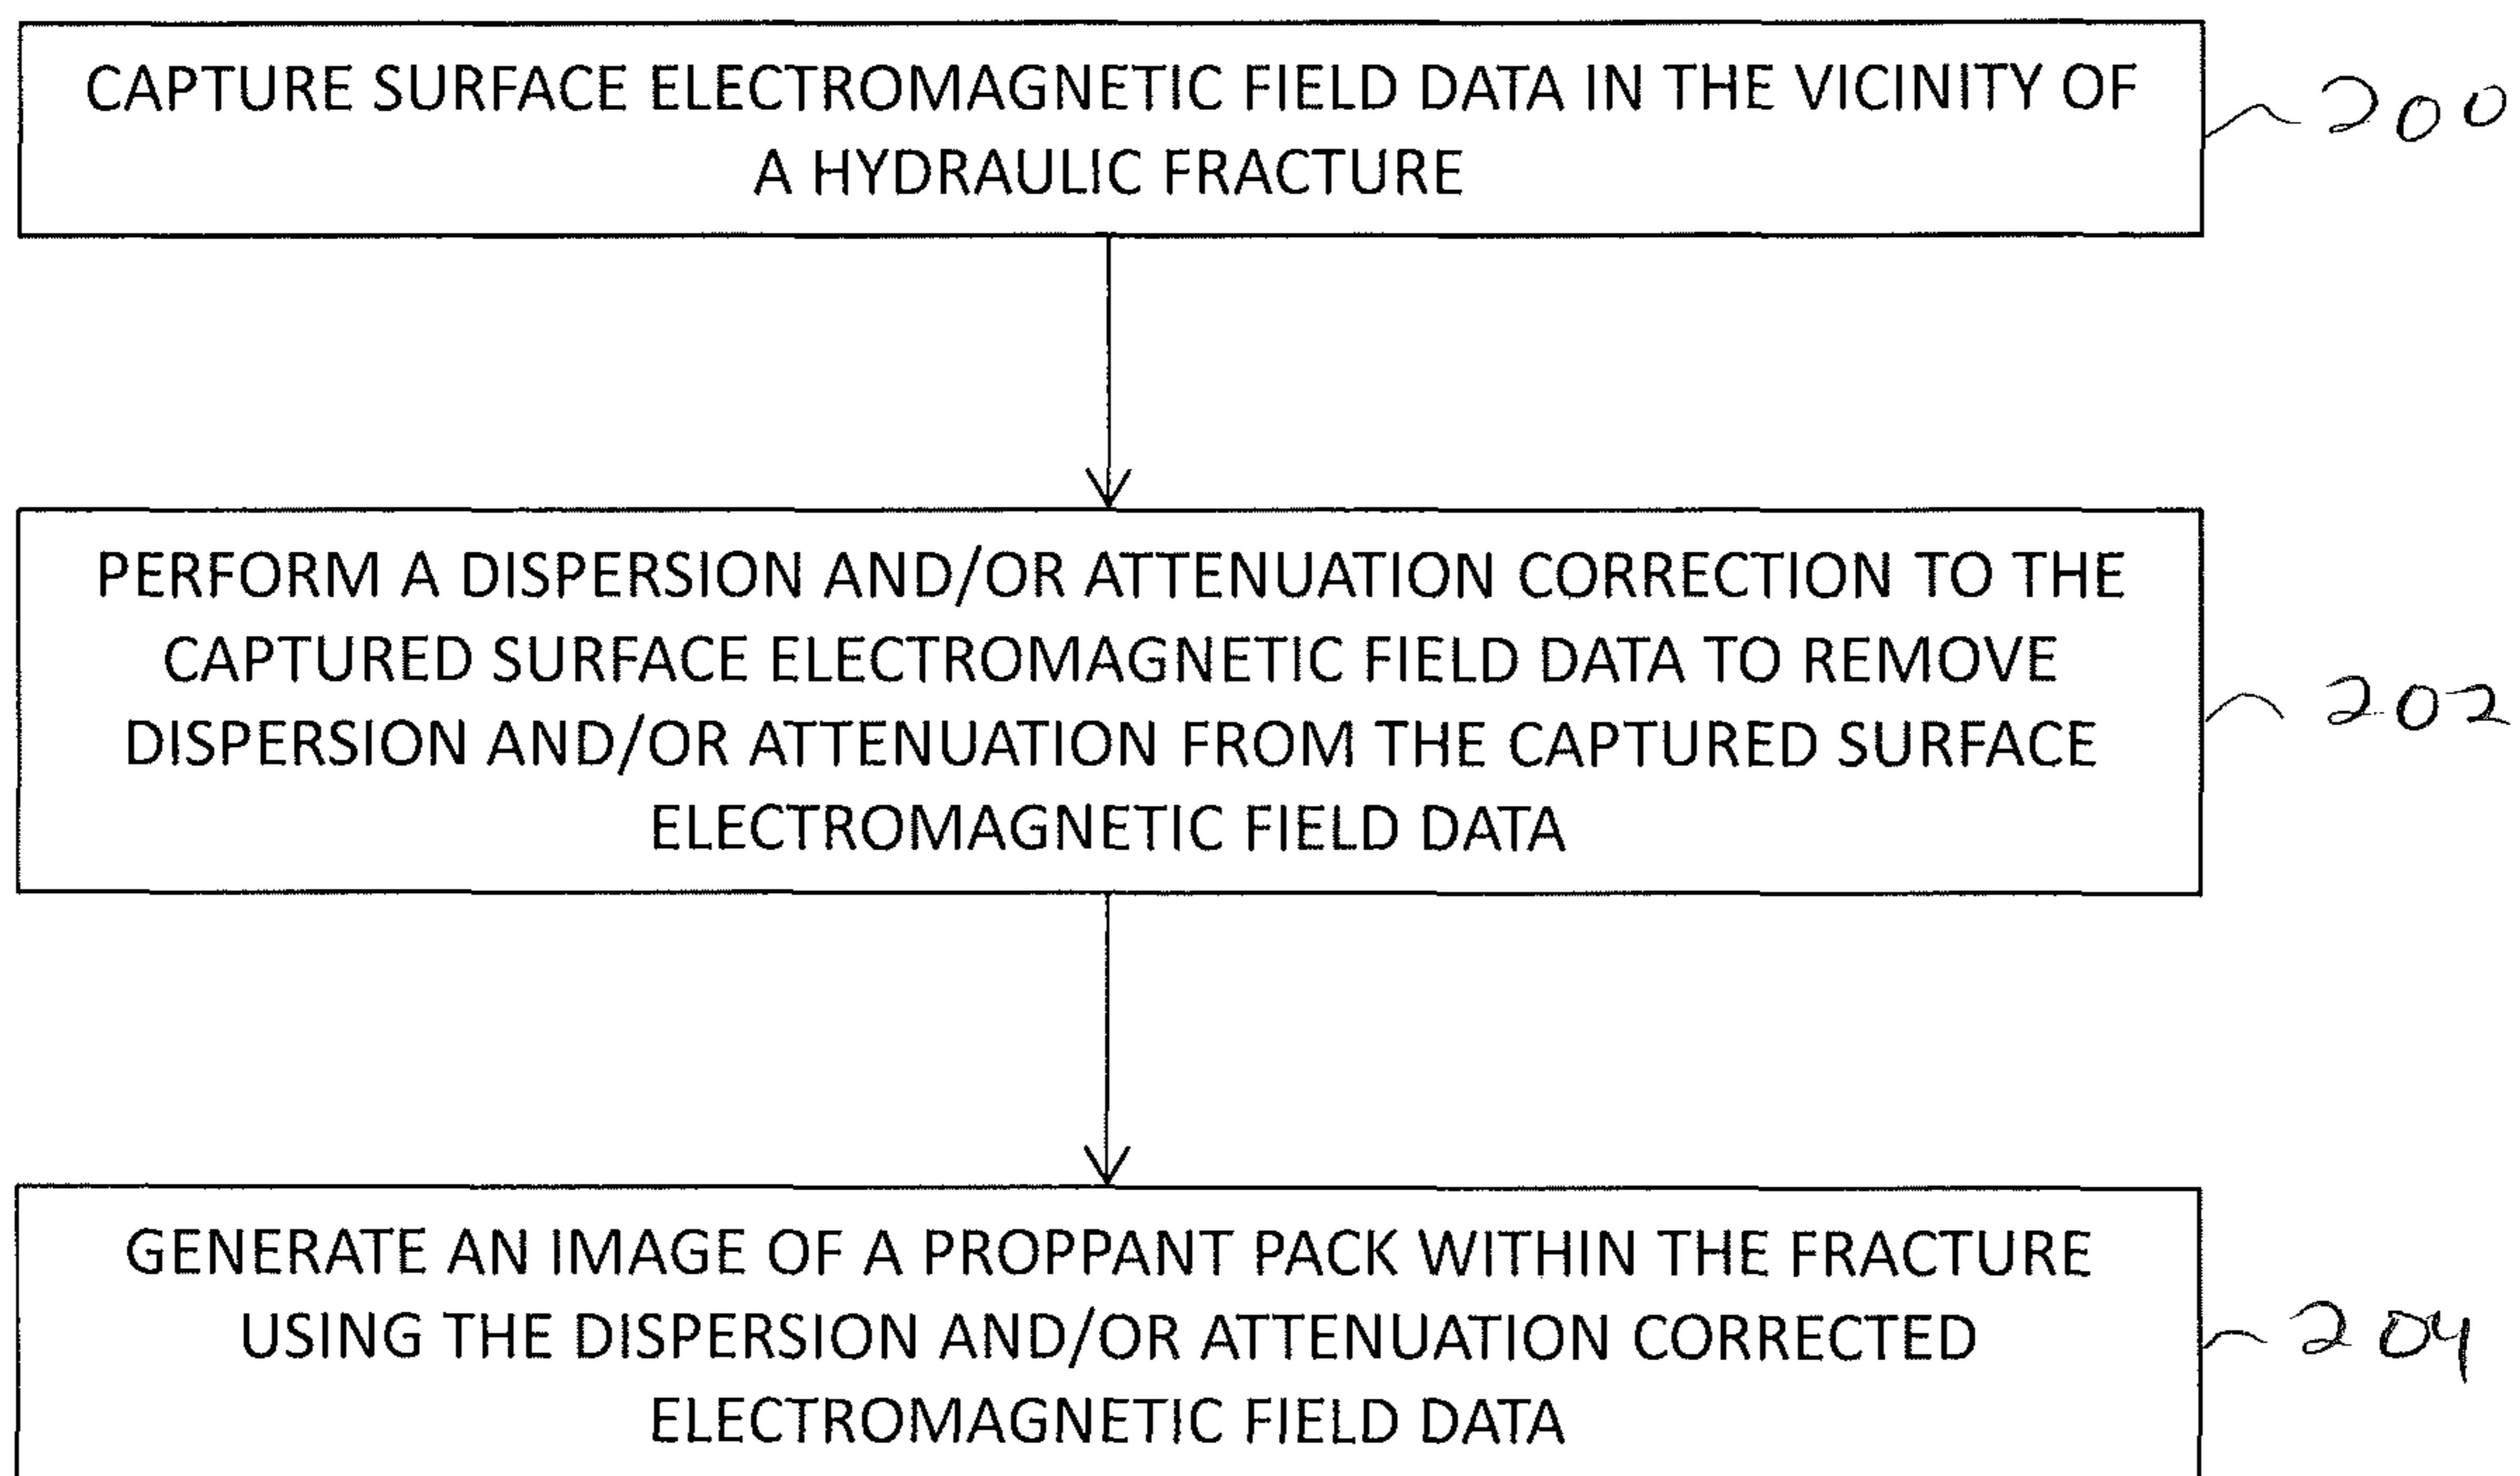 CAPTURE SURFACE ELECTROMAGNETIC FIELD DATA IN THE VICINITY OF
A HYDRAULIC FRACTURE
200
PERFORM A DISPERSION AND/OR ATTENUATION CORRECTION TO THE
CAPTURED SURFACE ELECTROMAGNETIC FIELD DATA TO REMOVE
DISPERSION AND/OR ATTENUATION FROM THE CAPTURED SURFACE
ELECTROMAGNETIC FIELD DATA
202
GENERATE AN IMAGE OF A PROPPANT PACK WITHIN THE FRACTURE
USING THE DISPERSION AND/OR ATTENUATION CORRECTED
ELECTROMAGNETIC FIELD DATA
204